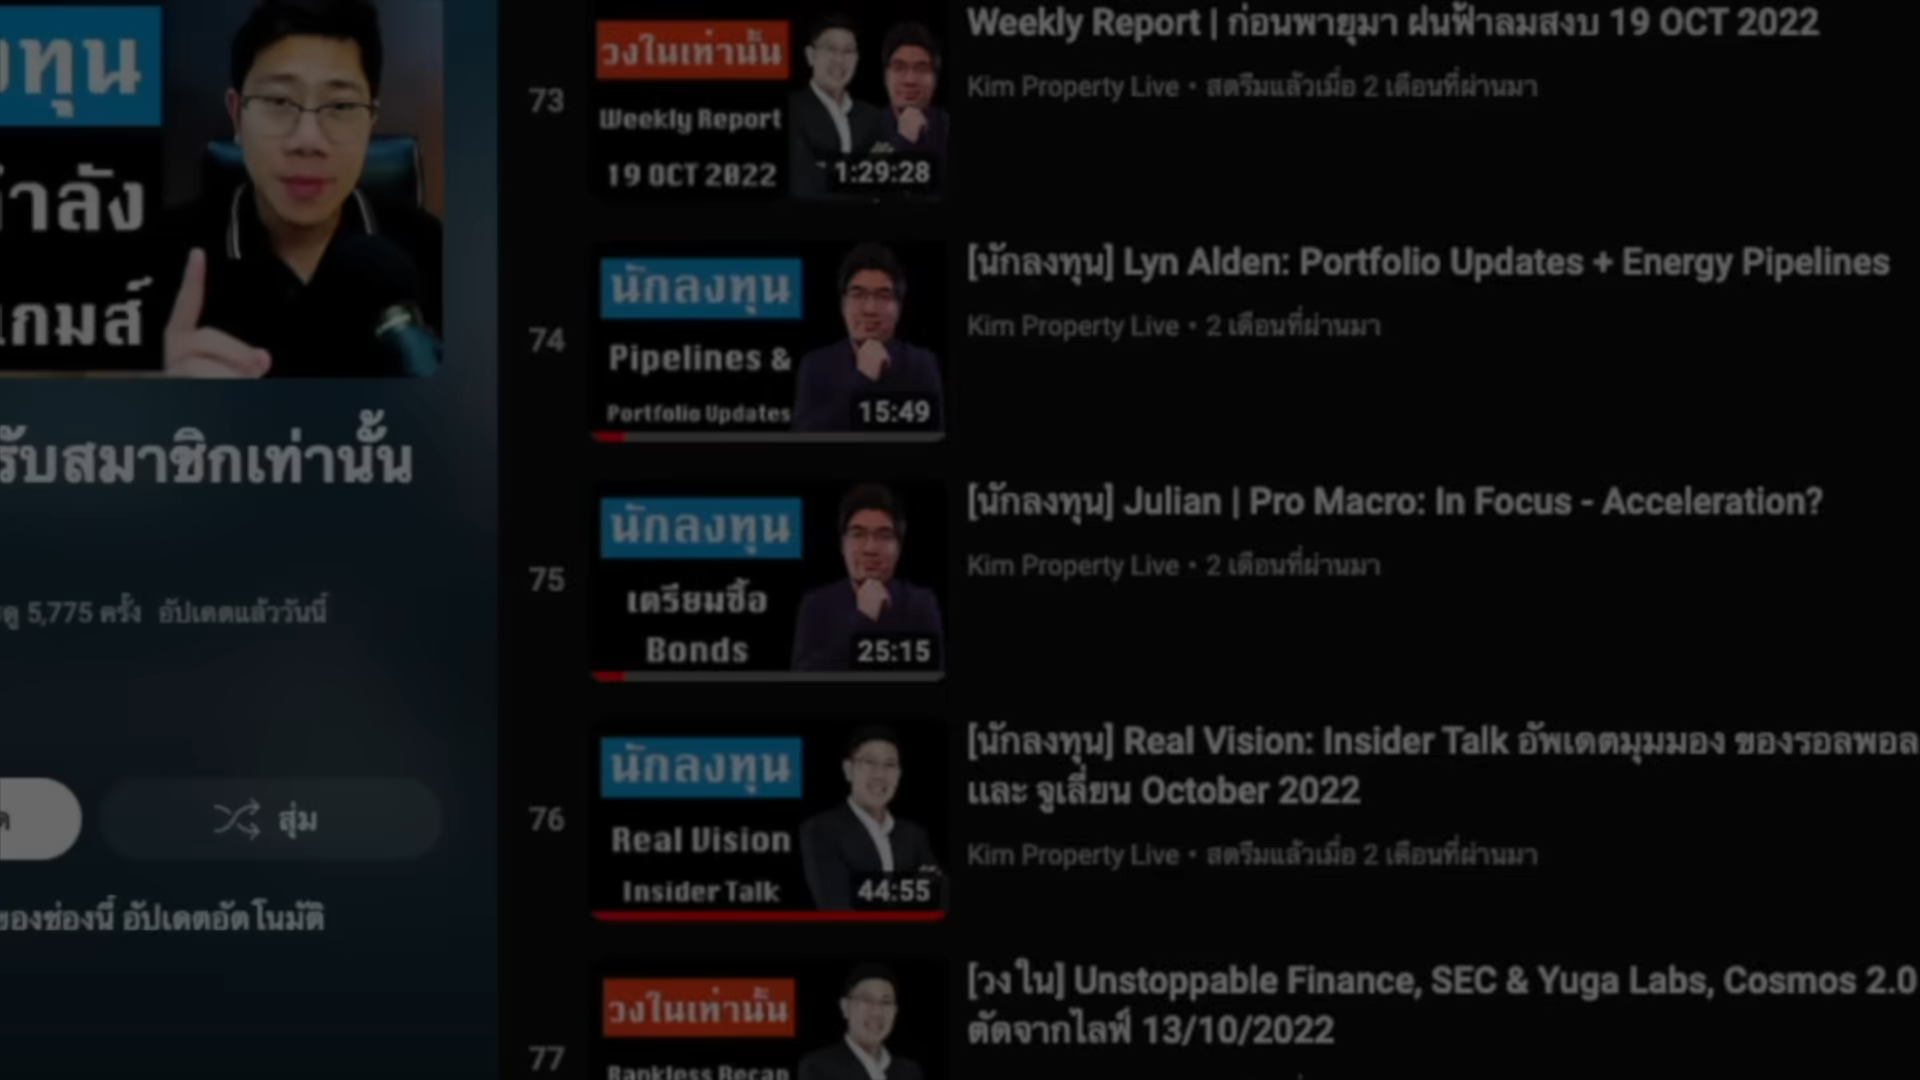 งทุน
กำลัง
เกมส์
รับสมาชิกเท่านั้น
ดู 5,775 ครั้ง อัปเดตแล้ววันนี้
สุ่ม
ของช่องนี้ อัปเดตอัตโนมัติ
73
วงในเท่านั้น
Weekly Report
19 OCT 2022
1:29:28
Weekly Report | ก่อนพายุมา ฝนฟ้าลมสงบ 19 OCT 2022
Kim Property Live • สตรีมแล้วเมื่อ 2 เดือนที่ผ่านมา
74
นักลงทุน
Pipelines &
Portfolio Updates
15:49
[นักลงทุน] Lyn Alden: Portfolio Updates + Energy Pipelines
Kim Property Live • 2 เดือนที่ผ่านมา
75
นักลงทุน
เตรียมซื้อ
Bonds
25:15
[นักลงทุน] Julian | Pro Macro: In Focus - Acceleration?
Kim Property Live • 2 เดือนที่ผ่านมา
76
นักลงทุน
Real Vision
Insider Talk
44:55
[นักลงทุน] Real Vision: Insider Talk อัพเดตมุมมอง ของรอลพอล
และ จูเลี่ยน October 2022
Kim Property Live • สตรีมแล้วเมื่อ 2 เดือนที่ผ่านมา
77
วงในเท่านั้น
Bankless Recap
[วงใน] Unstoppable Finance, SEC & Yuga Labs, Cosmos 2.0
ตัดจากไลฟ์ 13/10/2022